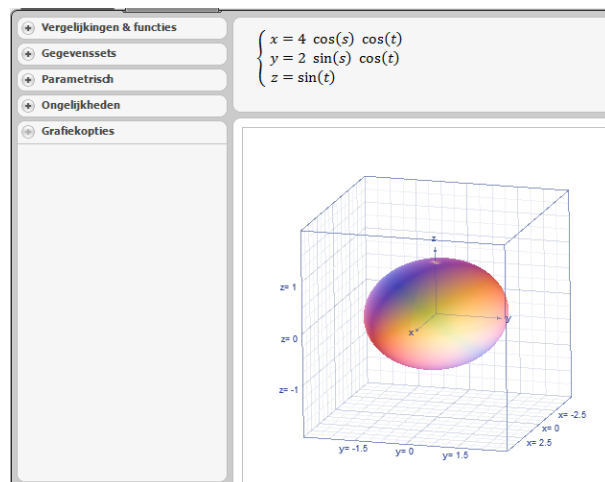 Vergelijkingen & functies
Gegevenssets
Parametrisch
Ongelijkheden
Grafiekopties
x = 4 cos(s) cos(t)
y = 2 sin(s) cos(t)
z = sin(t)
z
z= 1
z= 0
z= -1
y
x
x= -2.5
x= 0
x= 2.5
y= -1.5
y= 0
y= 1.5